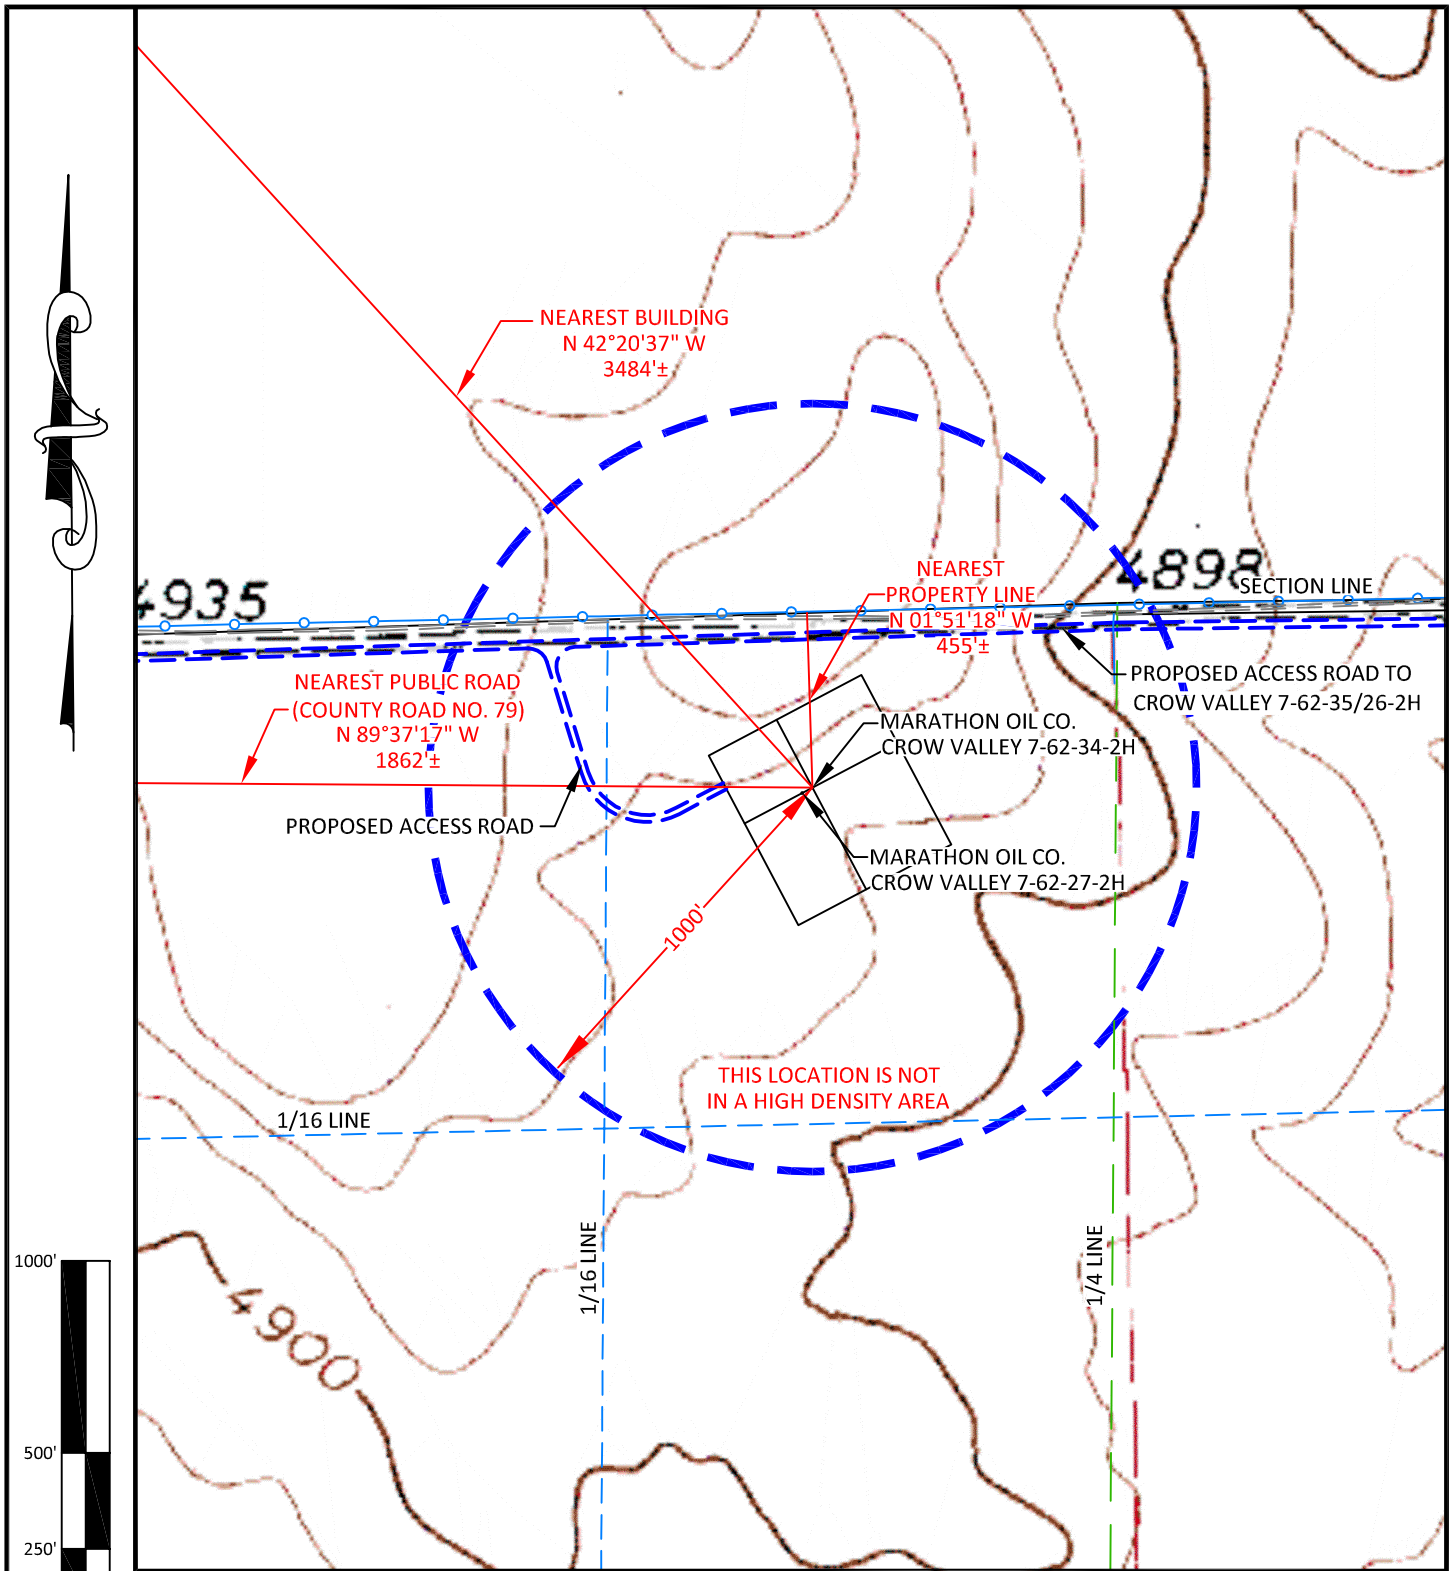 NEAREST BUILDING
N 42°20'37" W
3484'±
4935
4898
SECTION LINE
NEAREST
PROPERTY LINE
N 01°51'18" W
455'±
NEAREST PUBLIC ROAD
(COUNTY ROAD NO. 79)
N 89°37'17" W
1862'±
PROPOSED ACCESS ROAD TO
CROW VALLEY 7-62-35/26-2H
MARATHON OIL CO.
CROW VALLEY 7-62-34-2H
PROPOSED ACCESS ROAD
MARATHON OIL CO.
CROW VALLEY 7-62-27-2H
1000'
THIS LOCATION IS NOT
IN A HIGH DENSITY AREA
1/16 LINE
1/16 LINE
1/4 LINE
4900
1000'
500'
250'